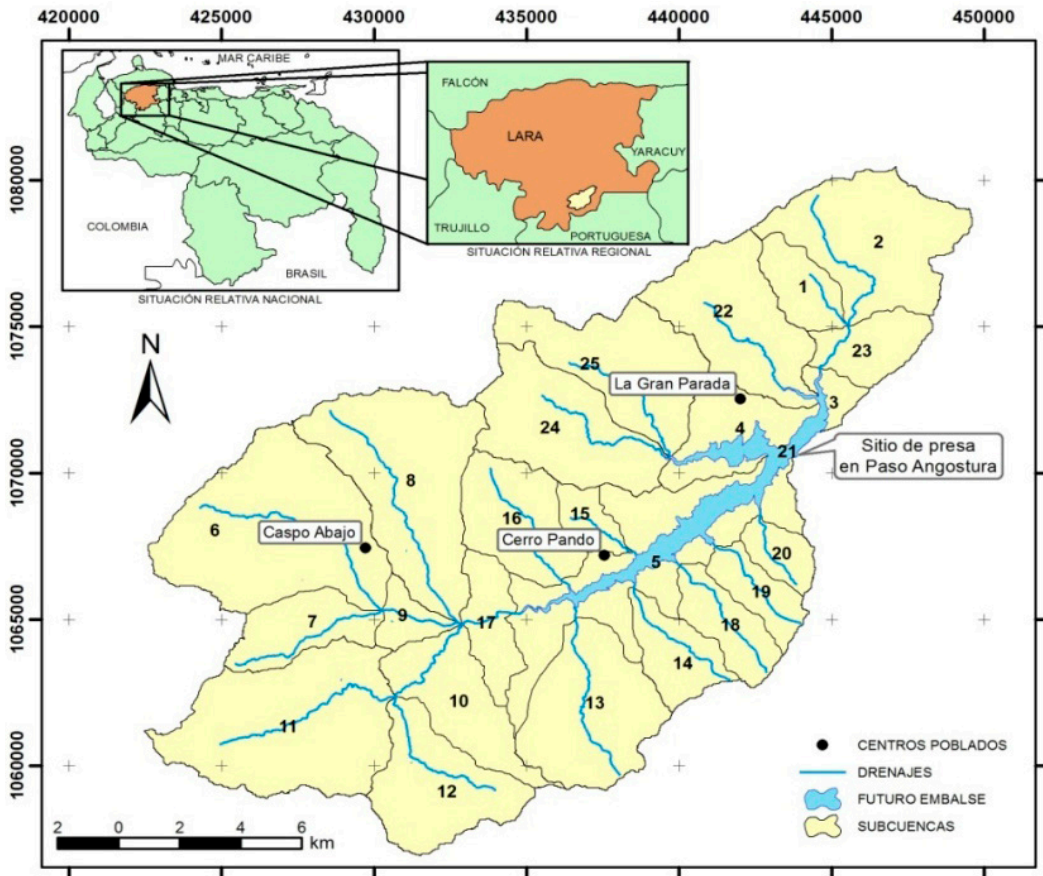 420000 425000 430000 435000 440000 445000 450000
MAR CARIBE
COLOMBIA
BRASIL
SITUACIÓN RELATIVA NACIONAL
FALCÓN
LARA
YARACUY
TRUJILLO
PORTUGUESA
SITUACIÓN RELATIVA REGIONAL
1080000
1075000
1070000
1065000
1060000
N
2
1
22
23
25
La Gran Parada
3
24
4
21
Sitio de presa
en Paso Angostura
8
16
15
6
Caspo Abajo
Cerro Pando
5
20
19
7
9
17
18
14
10
13
11
12
CENTROS POBLADOS
DRENAJES
FUTURO EMBALSE
SUBCUENCAS
2 0 2 4 6
km